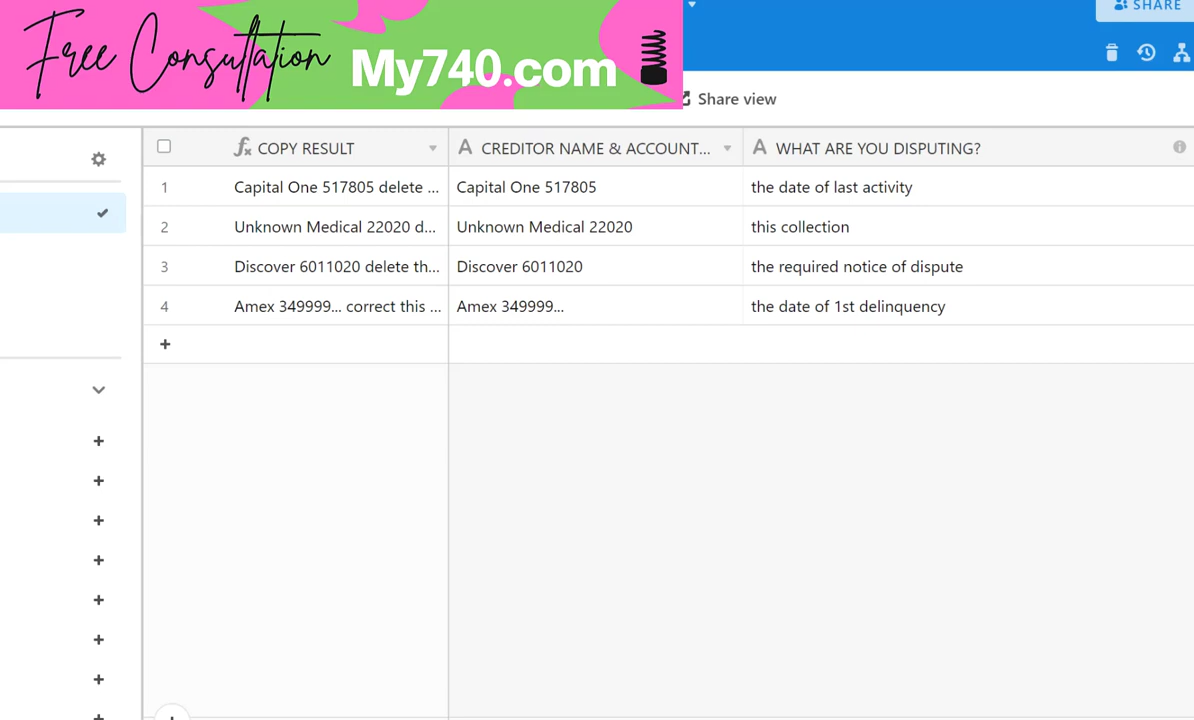 Free Consultation My740.com
SHARE
Share view
COPY RESULT CREDITOR NAME & ACCOUNT... WHAT ARE YOU DISPUTING?
1 Capital One 517805 delete ... Capital One 517805 the date of last activity
2 Unknown Medical 22020 d... Unknown Medical 22020 this collection
3 Discover 6011020 delete th... Discover 6011020 the required notice of dispute
4 Amex 349999... correct this ... Amex 349999... the date of 1st delinquency